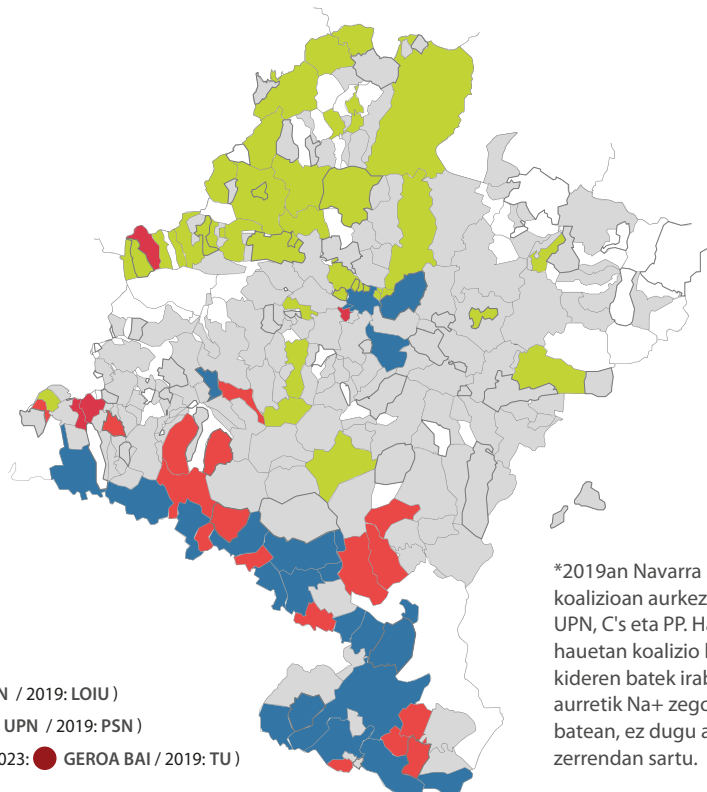 *2019an Navarra
koalizioan aurkez
UPN, C's eta PP. Ha
hauetan koalizio
kideren batek irab
aurretik Na+ zego
batean, ez dugu a
zerrendan sartu.
N / 2019: LOIU )
UPN / 2019: PSN )
023: GEROA BAI / 2019: TU )